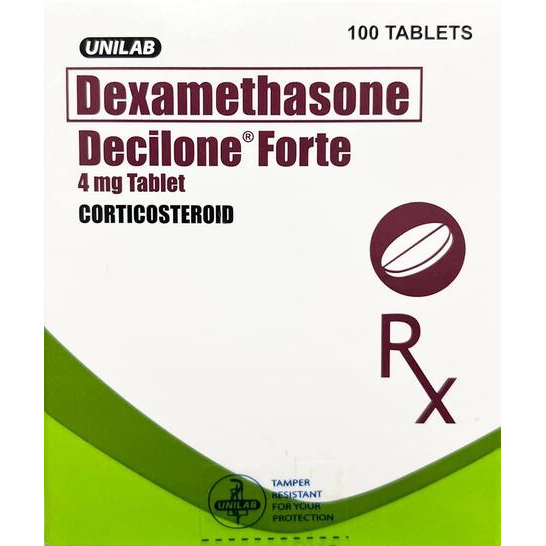 UNILAB
100 TABLETS
Dexamethasone
Decilone® Forte
4 mg Tablet
CORTICOSTEROID
Rx
UNILAB
TAMPER
RESISTANT
FOR YOUR
PROTECTION